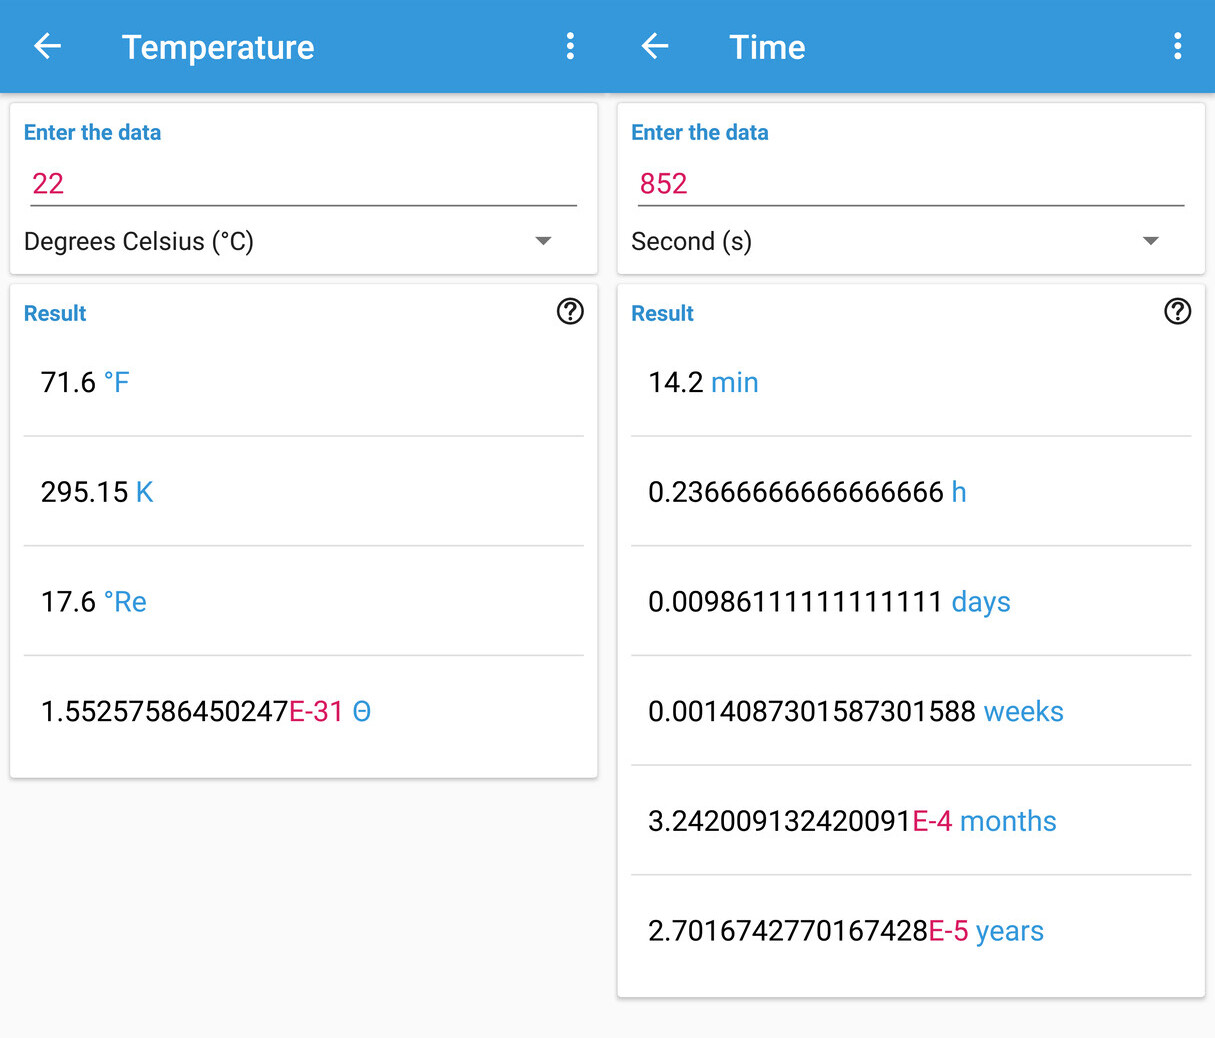 Temperature
Enter the data
22
Degrees Celsius (°C)
Result
71.6 °F
295.15 K
17.6 °Re
1.55257586450247E-31 Θ
Time
Enter the data
852
Second (s)
Result
14.2 min
0.23666666666666666 h
0.00986111111111111 days
0.0014087301587301588 weeks
3.242009132420091E-4 months
2.7016742770167428E-5 years